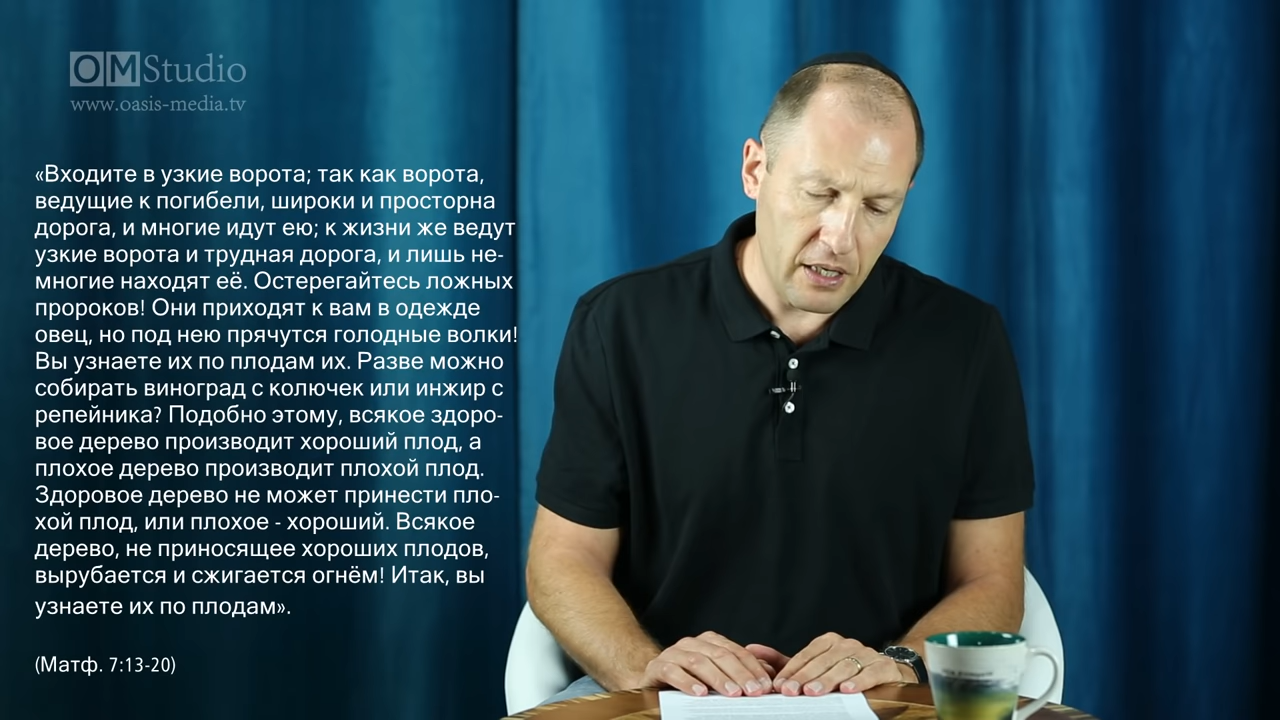 OM Studio
www.oasis-media.tv
«Входите в узкие ворота; так как ворота,
ведущие к погибели, широки и просторна
дорога, и многие идут ею; к жизни же ведут
узкие ворота и трудная дорога, и лишь не-
многие находят её. Остерегайтесь ложных
пророков! Они приходят к вам в одежде
овец, но под нею прячутся голодные волки!
Вы узнаете их по плодам их. Разве можно
собирать виноград с колючек или инжир с
репейника? Подобно этому, всякое здоро-
вое дерево производит хороший плод, а
плохое дерево производит плохой плод.
Здоровое дерево не может принести пло-
хой плод, или плохое - хороший. Всякое
дерево, не приносящее хороших плодов,
вырубается и сжигается огнём! Итак, вы
узнаете их по плодам».
(Матф. 7:13-20)